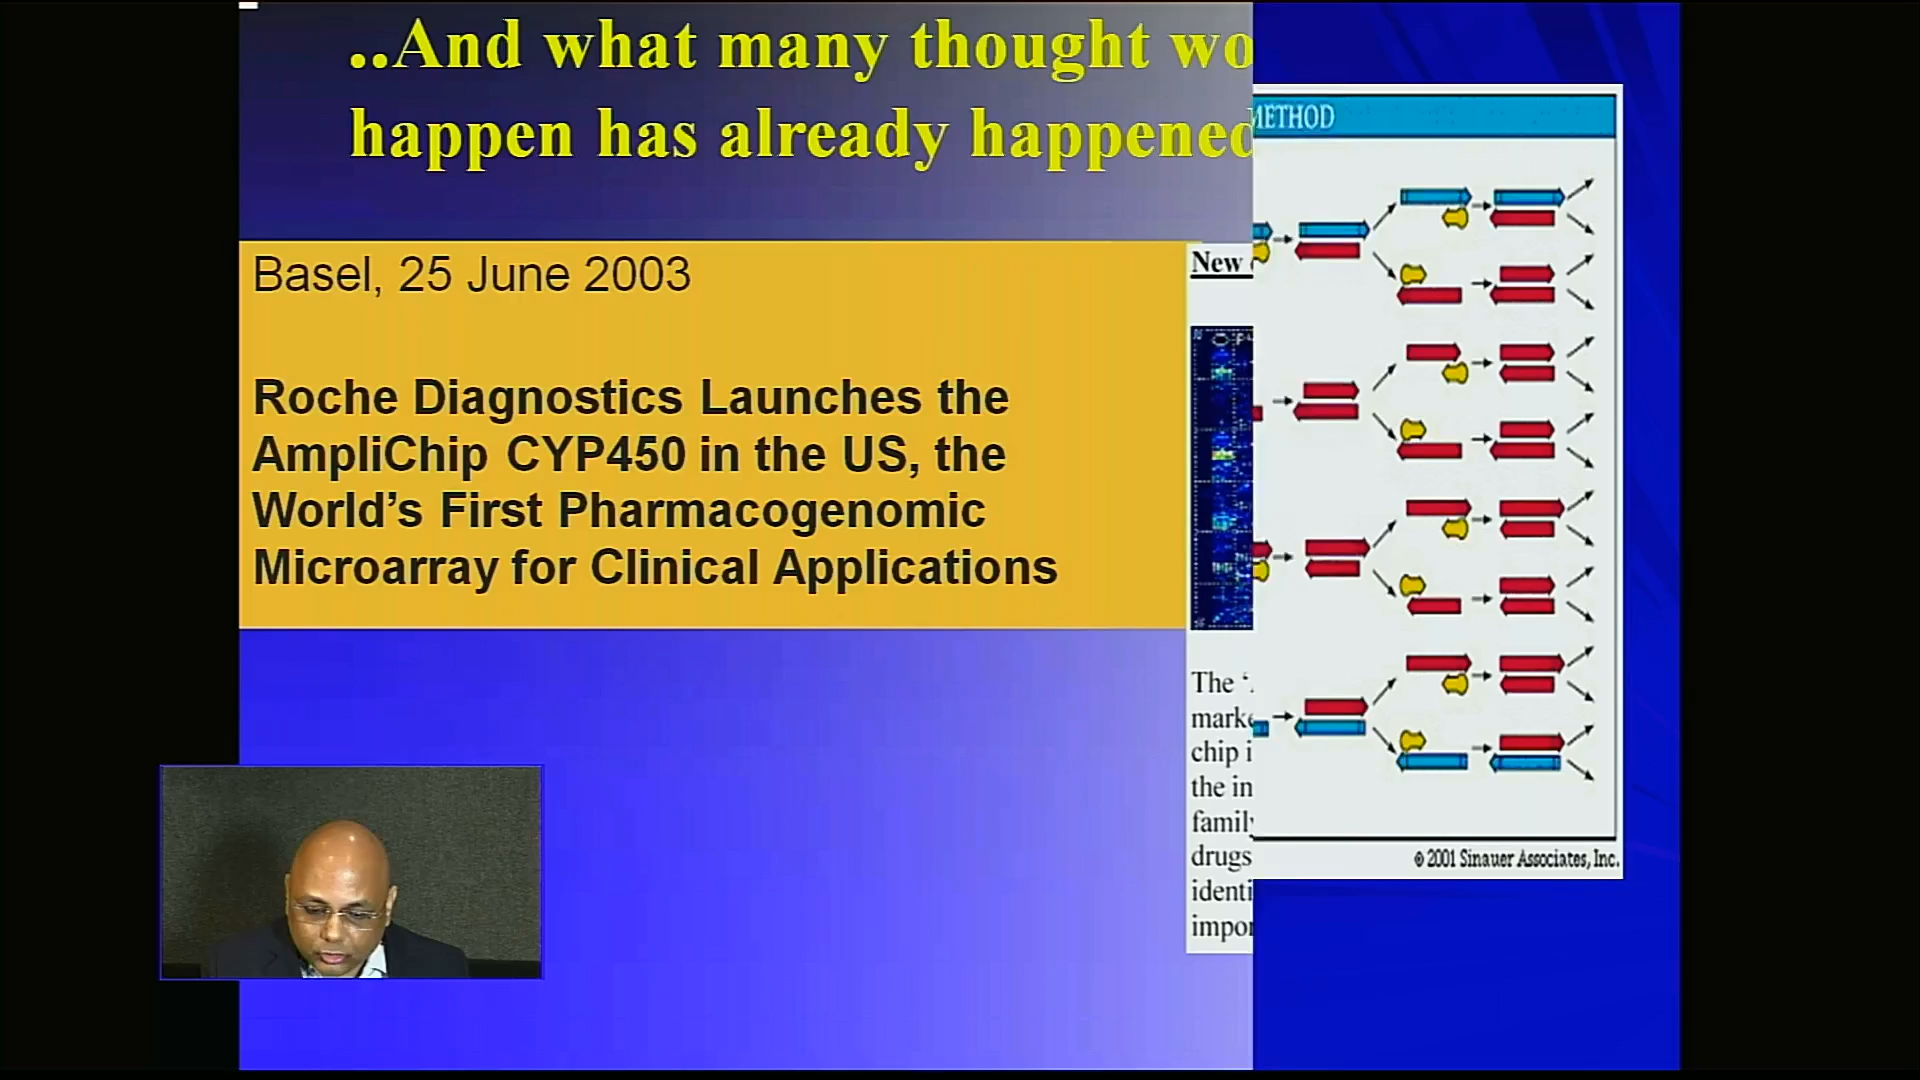 ..And what many thought wo
happen has already happened
Basel, 25 June 2003
Roche Diagnostics Launches the
AmpliChip CYP450 in the US, the
World's First Pharmacogenomic
Microarray for Clinical Applications
New
The
chip
the
drugs
METHOD
© 2001 Sinauer Associates, Inc.